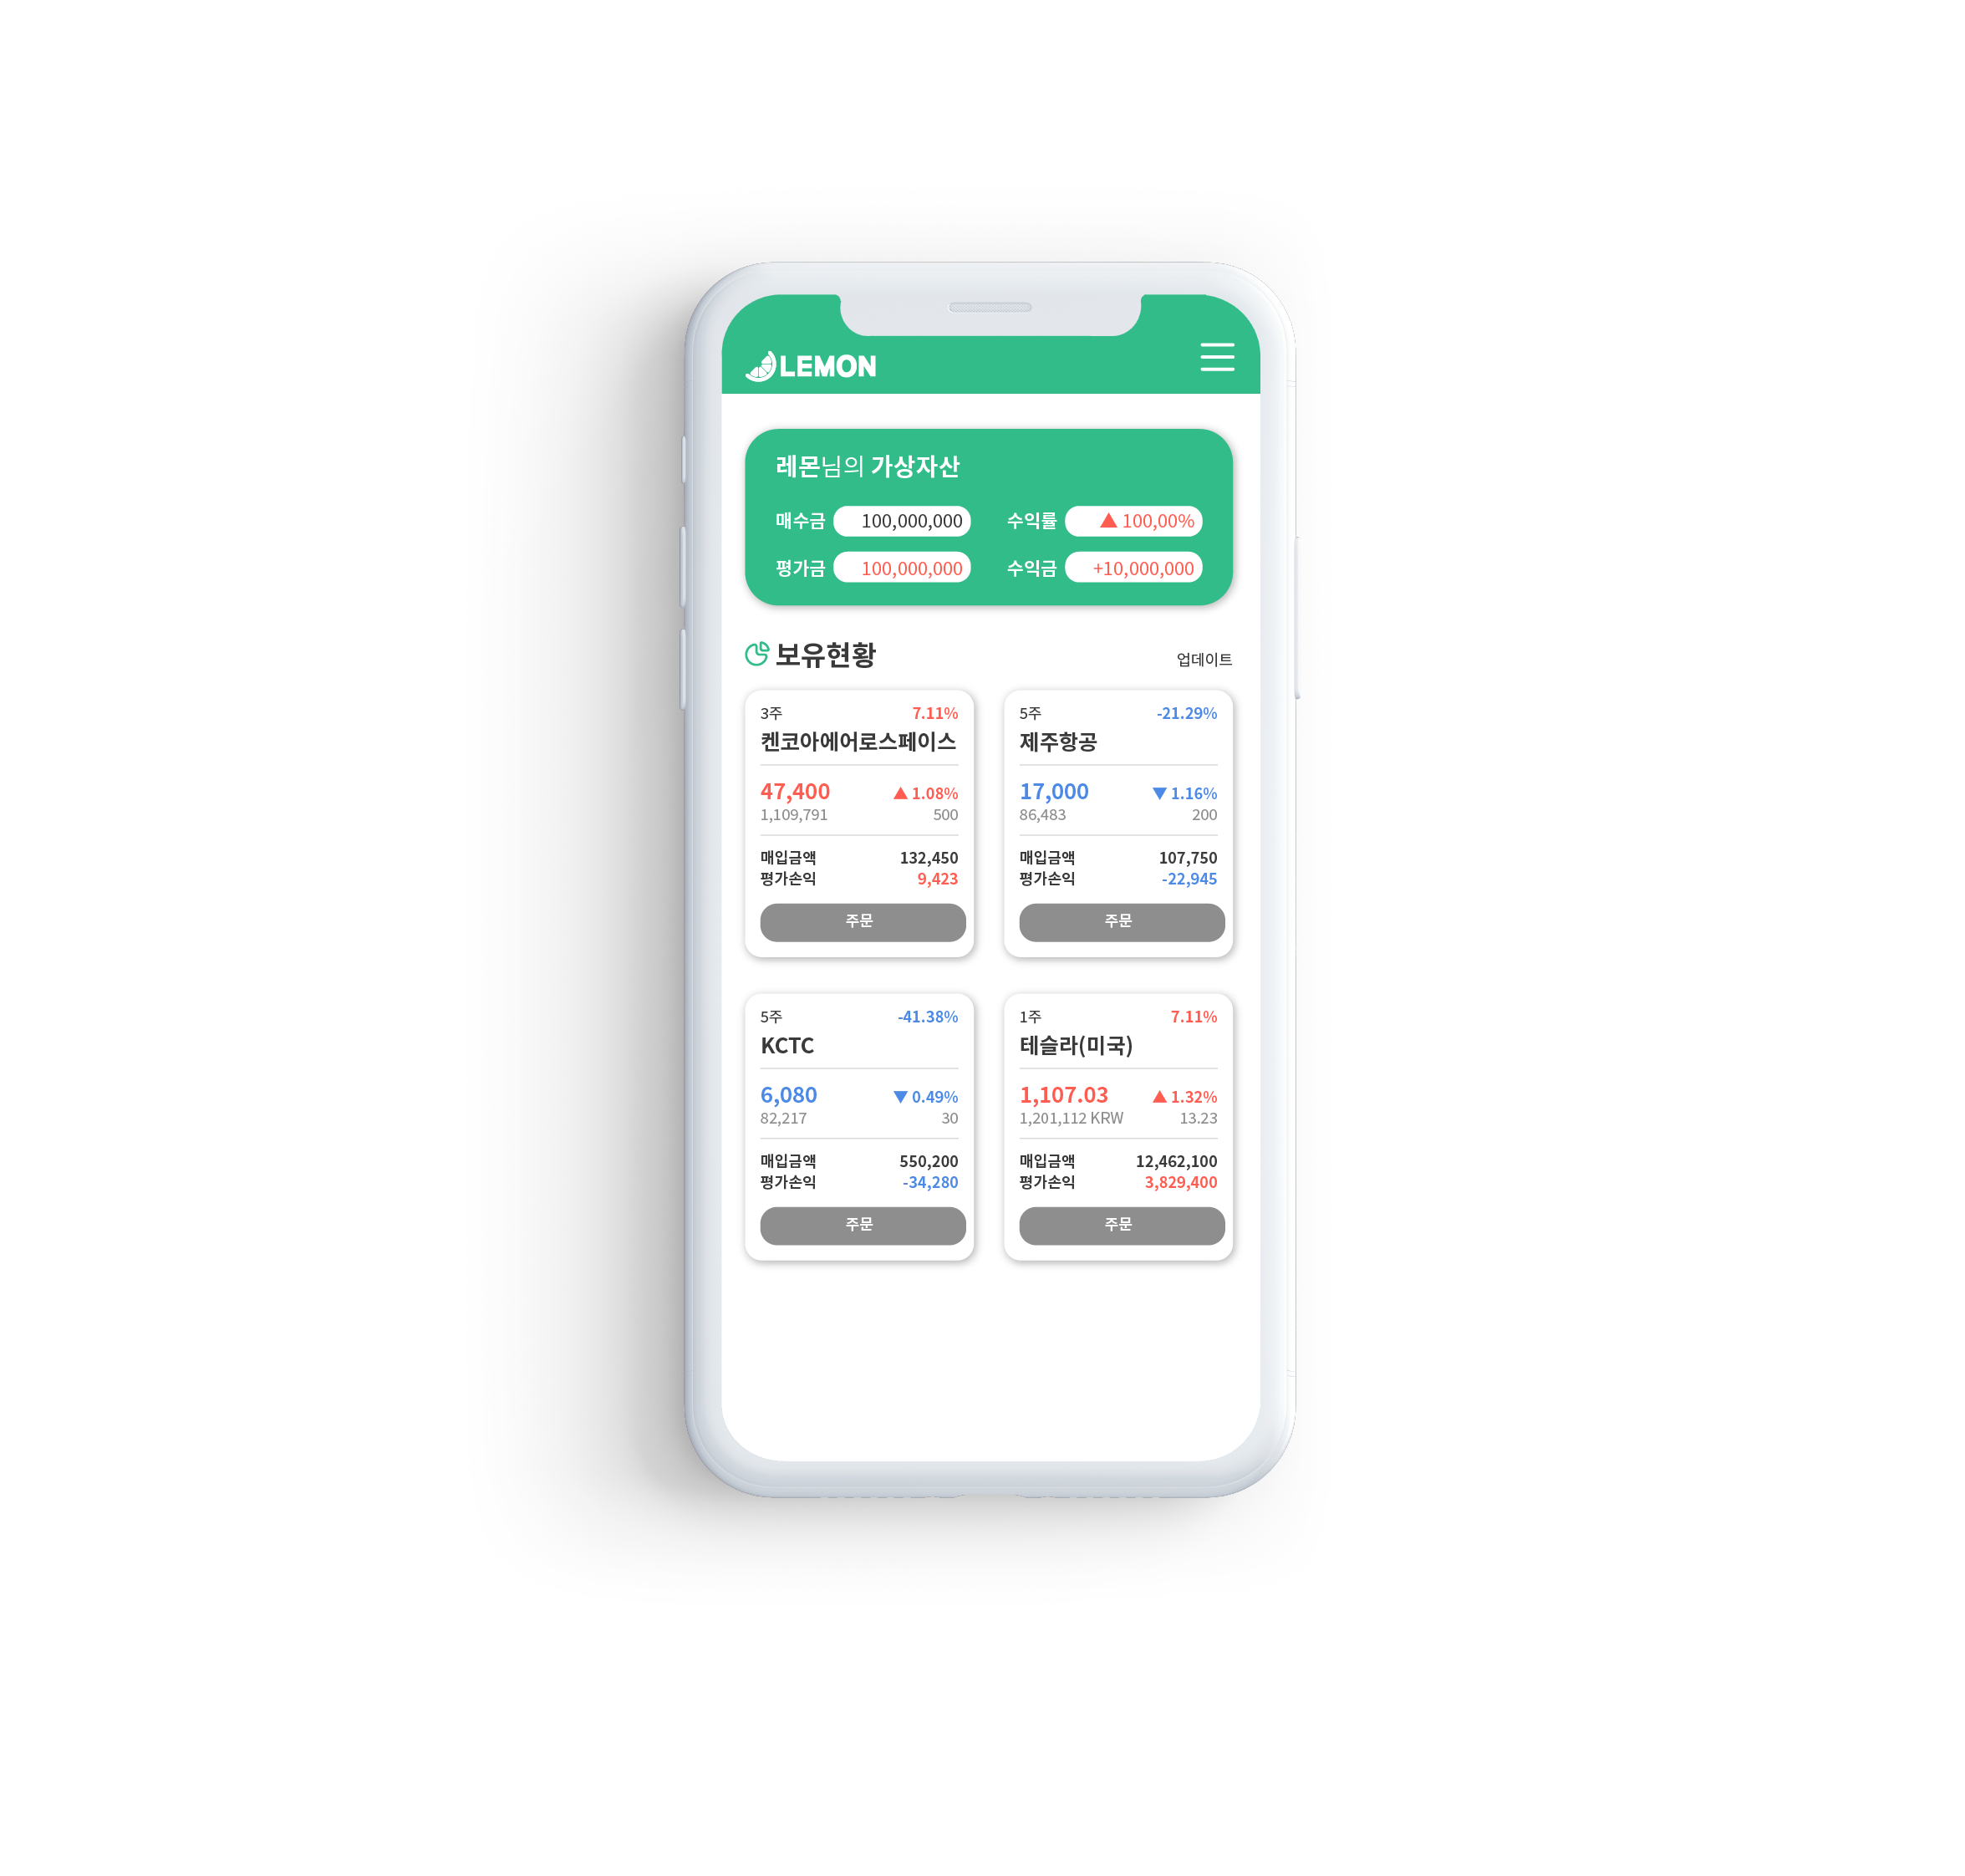 LEMON
레몬님의 가상자산
매수금 100,000,000 수익률 ▲ 100,00%
평가금 100,000,000 수익금 +10,000,000
보유현황 업데이트
3주 7.11%
켄코아에어로스페이스
47,400 ▲ 1.08%
1,109,791 500
매입금액 132,450
평가손익 9,423
주문
5주 -21.29%
제주항공
17,000 ▼ 1.16%
86,483 200
매입금액 107,750
평가손익 -22,945
주문
5주 -41.38%
KCTC
6,080 ▼ 0.49%
82,217 30
매입금액 550,200
평가손익 -34,280
주문
1주 7.11%
테슬라(미국)
1,107.03 ▲ 1.32%
1,201,112 KRW 13.23
매입금액 12,462,100
평가손익 3,829,400
주문